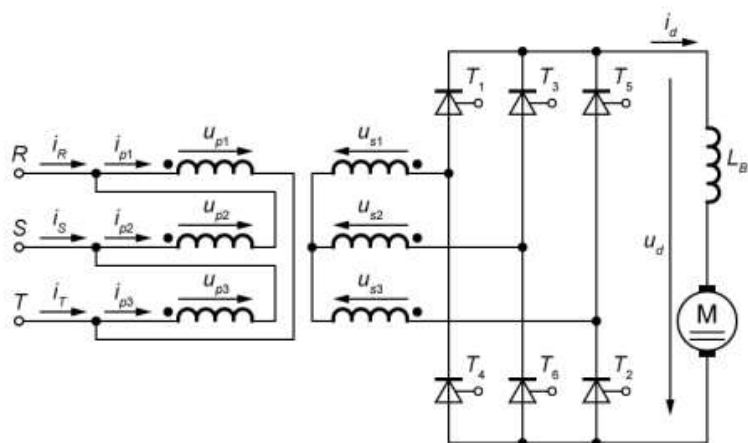 i_d
T_1 T_3 T_5
R i_R i_p1 u_p1 u_s1
L_B
S i_S i_p2 u_p2 u_s2
u_d
T i_T i_p3 u_p3 u_s3
M
T_4 T_6 T_2